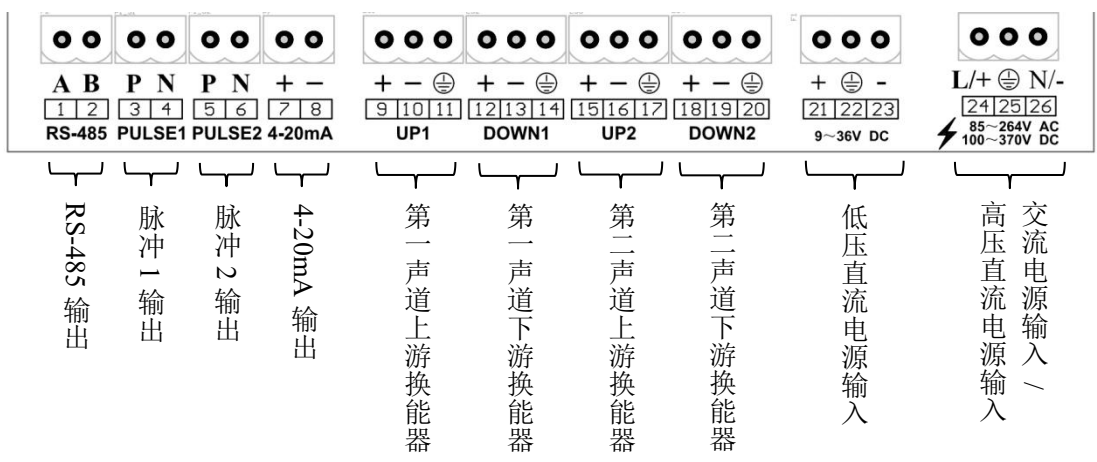 A B P N P N + − + − + − ⏚ + − ⏚ + − ⏚ + − ⏚ + ⏚ - L/+ ⏚ N/-
1 2 3 4 5 6 7 8 9 10 11 12 13 14 15 16 17 18 19 20 21 22 23 24 25 26
RS-485 PULSE1 PULSE2 4-20mA UP1 DOWN1 UP2 DOWN2 9～36V DC
85～264V AC
100～370V DC
RS-485 输出
脉冲 1 输出
脉冲 2 输出
4-20mA 输出
第一声道上游换能器
第一声道下游换能器
第二声道上游换能器
第二声道下游换能器
低压直流电源输入
交流电源输入 /
高压直流电源输入